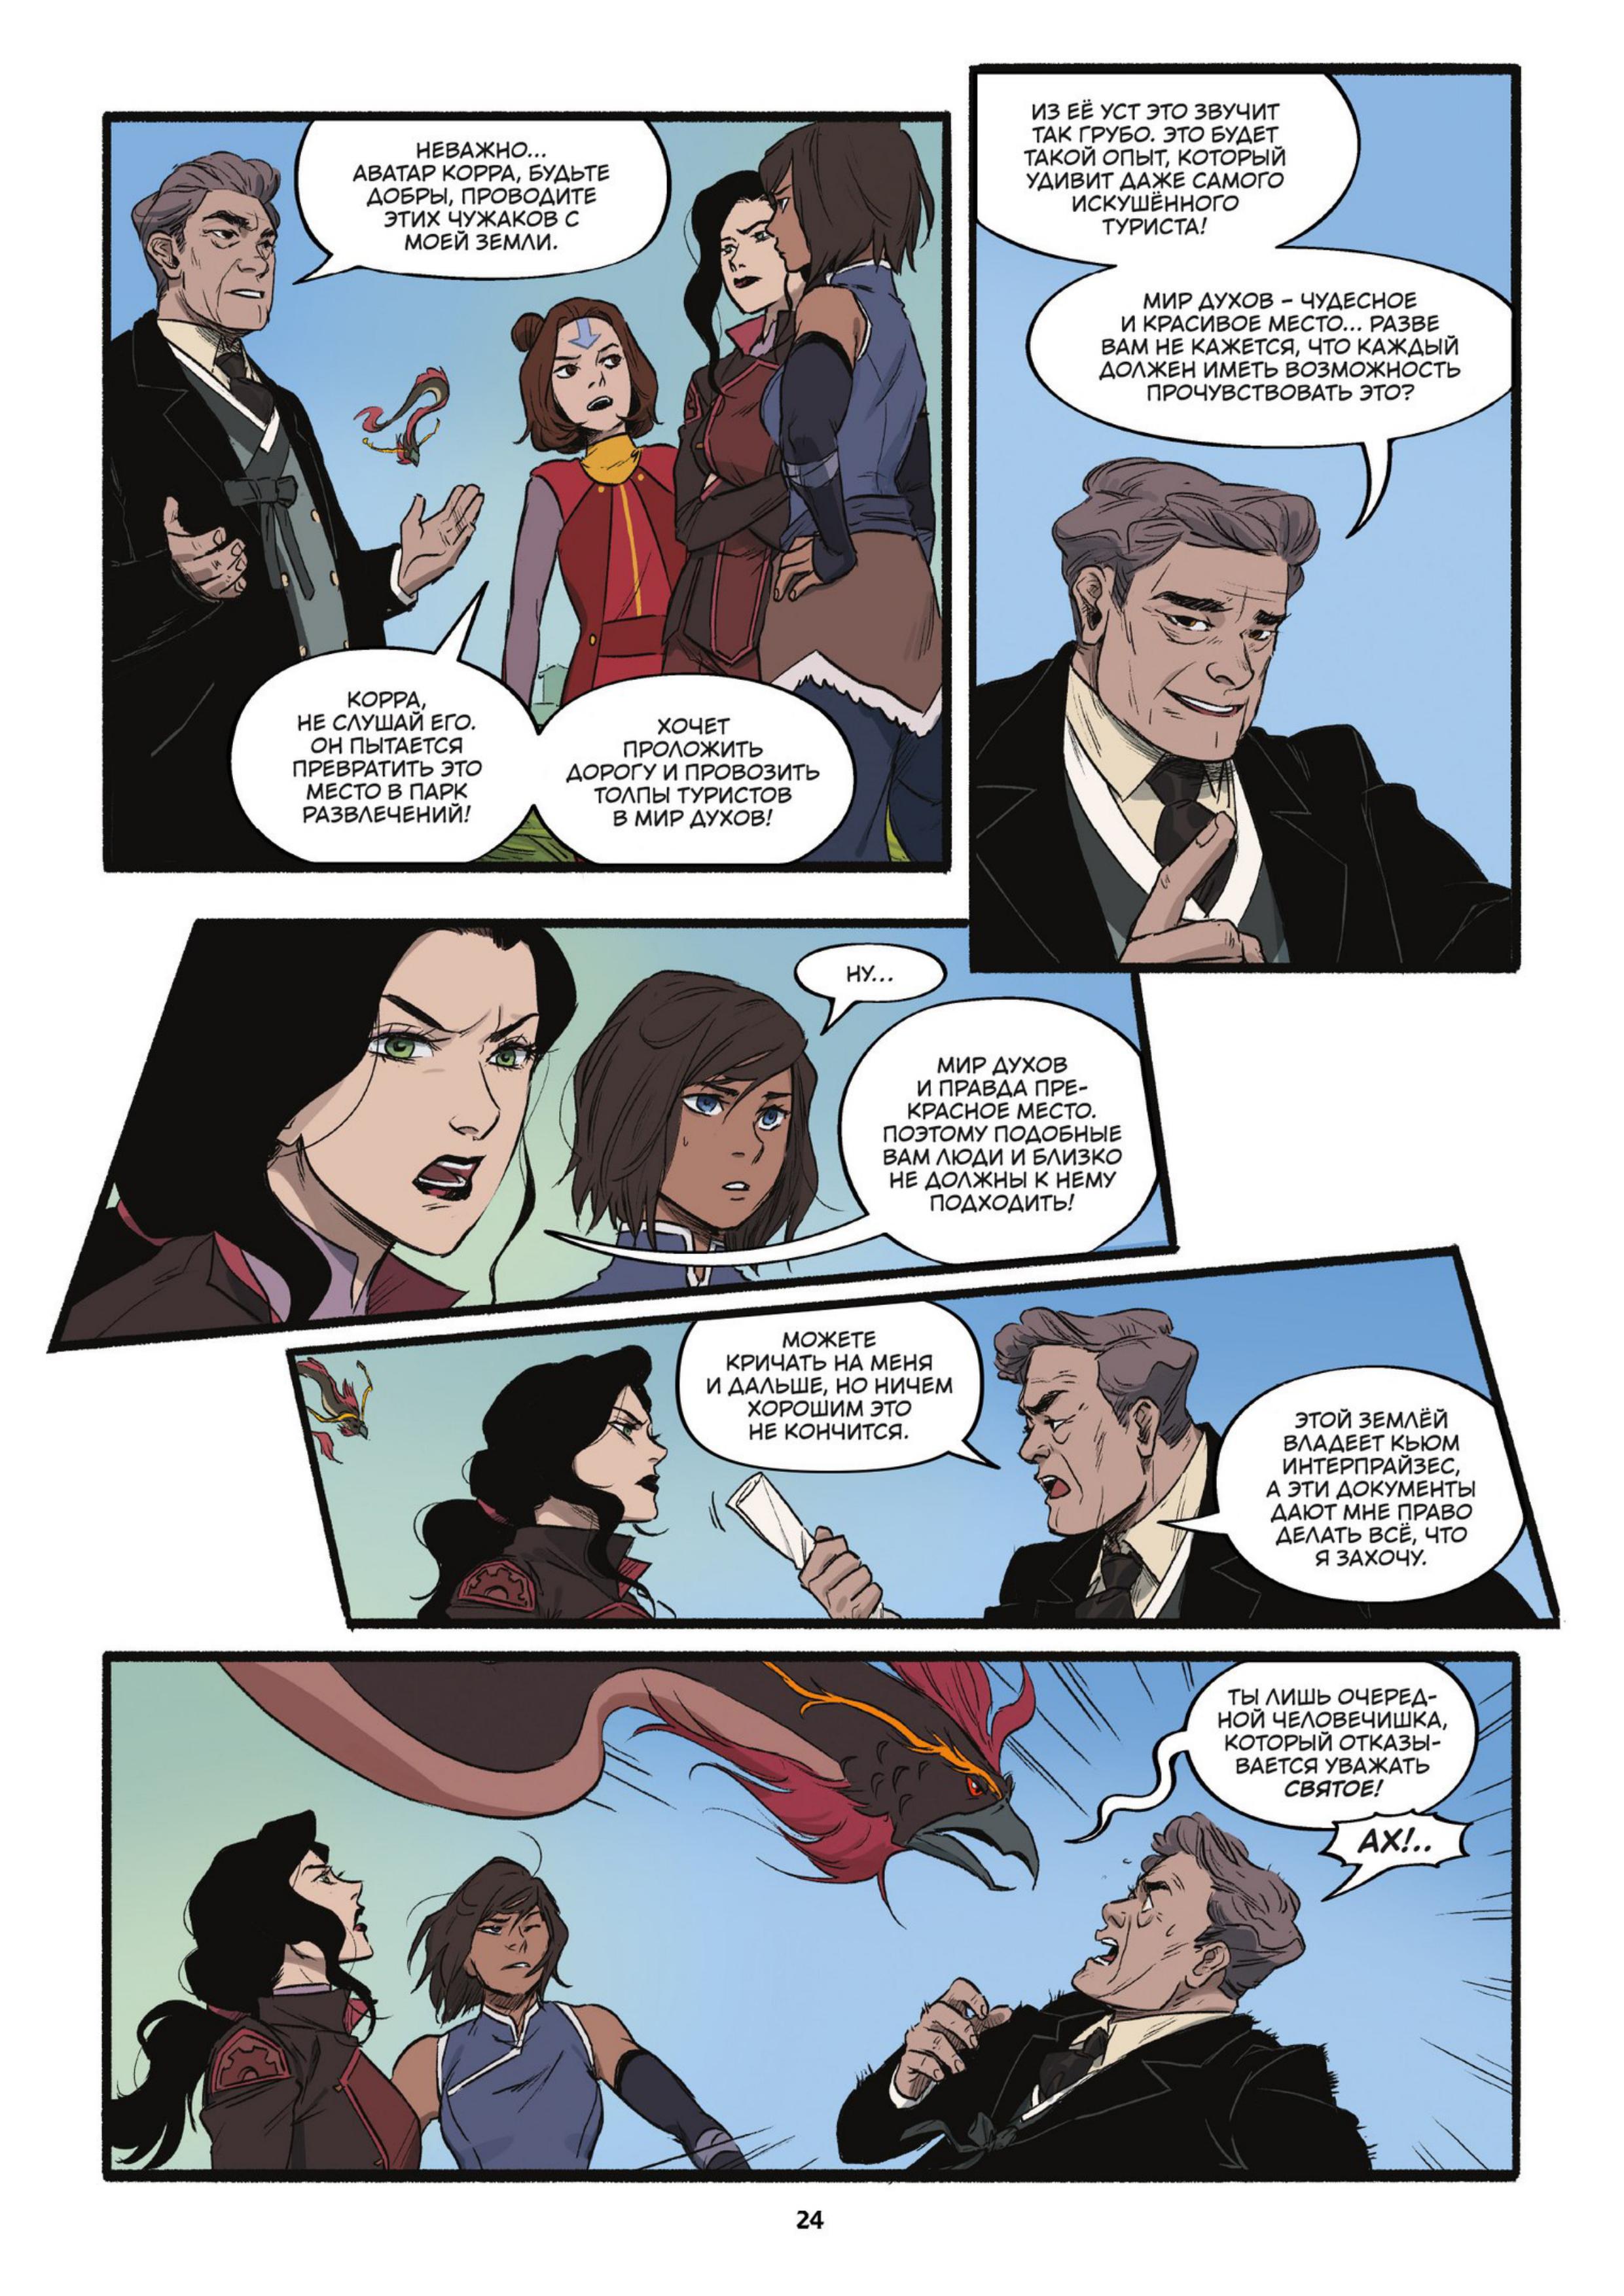 НЕВАЖНО...
АВАТАР КОРРА, БУДЬТЕ
ДОБРЫ, ПРОВОДИТЕ
ЭТИХ ЧУЖАКОВ С
МОЕЙ ЗЕМЛИ.
КОРРА,
НЕ СЛУШАЙ ЕГО.
ОН ПЫТАЕТСЯ
ПРЕВРАТИТЬ ЭТО
МЕСТО В ПАРК
РАЗВЛЕЧЕНИЙ!
ХОЧЕТ
ПРОЛОЖИТЬ
ДОРОГУ И ПРОВОЗИТЬ
ТОЛПЫ ТУРИСТОВ
В МИР ДУХОВ!
ИЗ ЕЁ УСТ ЭТО ЗВУЧИТ
ТАК ГРУБО. ЭТО БУДЕТ
ТАКОЙ ОПЫТ, КОТОРЫЙ
УДИВИТ ДАЖЕ САМОГО
ИСКУШЁННОГО
ТУРИСТА!
МИР ДУХОВ – ЧУДЕСНОЕ
И КРАСИВОЕ МЕСТО... РАЗВЕ
ВАМ НЕ КАЖЕТСЯ, ЧТО КАЖДЫЙ
ДОЛЖЕН ИМЕТЬ ВОЗМОЖНОСТЬ
ПРОЧУВСТВОВАТЬ ЭТО?
НУ...
МИР ДУХОВ
И ПРАВДА ПРЕ-
КРАСНОЕ МЕСТО.
ПОЭТОМУ ПОДОБНЫЕ
ВАМ ЛЮДИ И БЛИЗКО
НЕ ДОЛЖНЫ К НЕМУ
ПОДХОДИТЬ!
МОЖЕТЕ
КРИЧАТЬ НА МЕНЯ
И ДАЛЬШЕ, НО НИЧЕМ
ХОРОШИМ ЭТО
НЕ КОНЧИТСЯ.
ЭТОЙ ЗЕМЛЁЙ
ВЛАДЕЕТ КЬЮМ
ИНТЕРПРАЙЗЕС,
А ЭТИ ДОКУМЕНТЫ
ДАЮТ МНЕ ПРАВО
ДЕЛАТЬ ВСЁ, ЧТО
Я ЗАХОЧУ.
ТЫ ЛИШЬ ОЧЕРЕД-
НОЙ ЧЕЛОВЕЧИШКА,
КОТОРЫЙ ОТКАЗЫ-
ВАЕТСЯ УВАЖАТЬ
СВЯТОЕ!
АХ!..
24